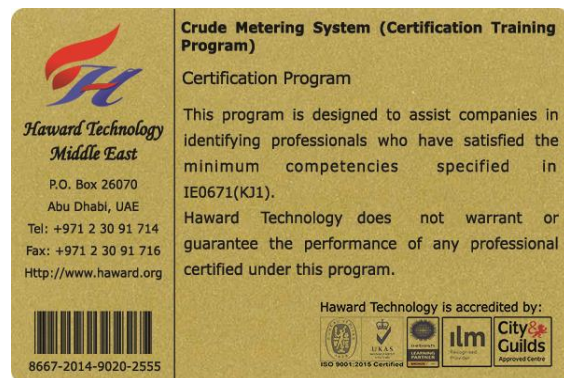 Haward Technology
Middle East
P.O. Box 26070
Abu Dhabi, UAE
Tel: +971 2 30 91 714
Fax: +971 2 30 91 716
Http://www.haward.org
8667-2014-9020-2555
Crude Metering System (Certification Training
Program)
Certification Program
This program is designed to assist companies in
identifying professionals who have satisfied the
minimum competencies specified in
IE0671(KJ1).
Haward Technology does not warrant or
guarantee the performance of any professional
certified under this program.
Haward Technology is accredited by:
UKAS
ISO 9001:2015 Certified
LEARNING
PARTNER
ilm
Recognised
Provider
City&
Guilds
Approved Centre